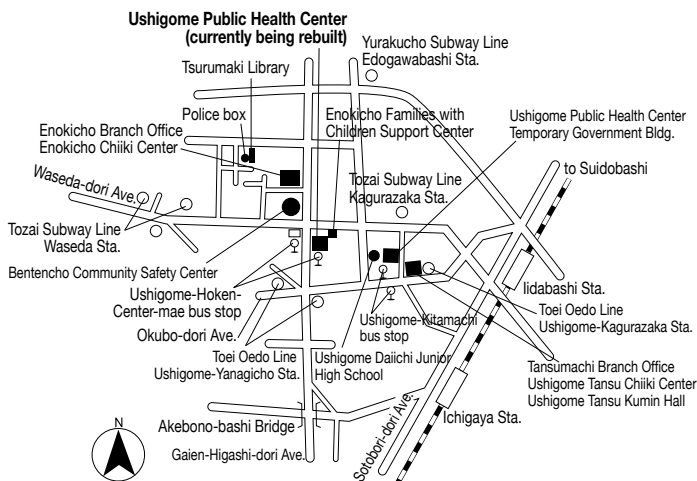 Ushigome Public Health Center
(currently being rebuilt)
Yurakucho Subway Line
Edogawabashi Sta.
Tsurumaki Library
Police box
Enokicho Families with
Children Support Center
Ushigome Public Health Center
Temporary Government Bldg.
Enokicho Branch Office
Enokicho Chiiki Center
to Suidobashi
Waseda-dori Ave.
Tozai Subway Line
Kagurazaka Sta.
Tozai Subway Line
Waseda Sta.
Bentencho Community Safety Center
Iidabashi Sta.
Ushigome-Hoken-
Center-mae bus stop
Toei Oedo Line
Ushigome-Kagurazaka Sta.
Ushigome-Kitamachi
bus stop
Okubo-dori Ave.
Toei Oedo Line
Ushigome-Yanagicho Sta.
Ushigome Daiichi Junior
High School
Tansumachi Branch Office
Ushigome Tansu Chiiki Center
Ushigome Tansu Kumin Hall
Sotobori-dori Ave.
Ichigaya Sta.
Akebono-bashi Bridge
Gaien-Higashi-dori Ave.
N